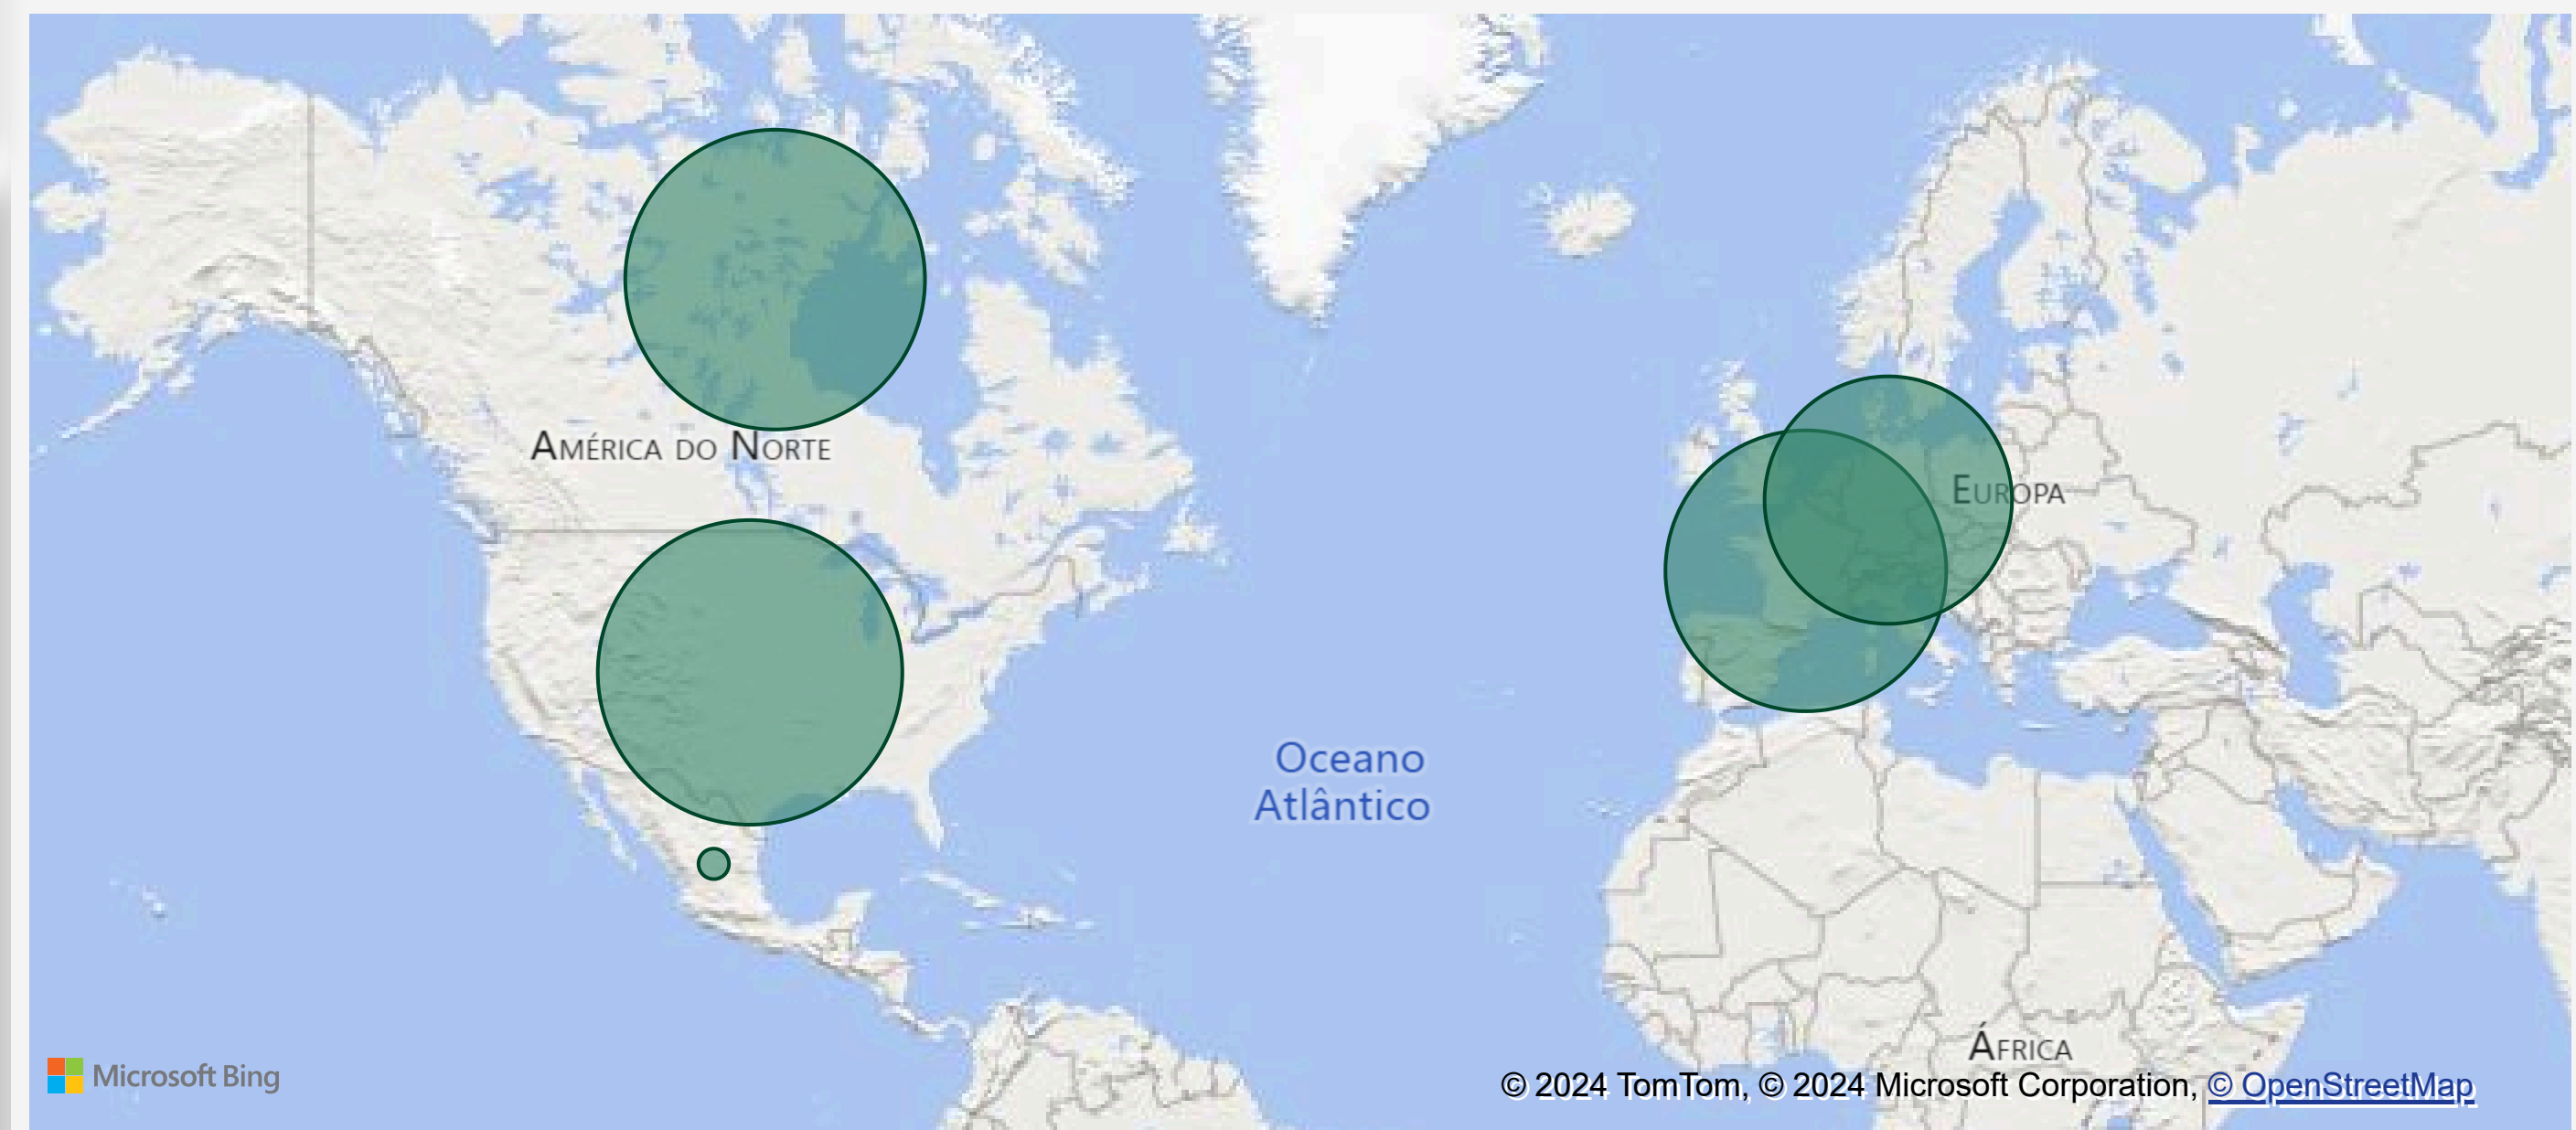 América do Norte
Europa
Oceano
Atlântico
África
Microsoft Bing
© 2024 TomTom, © 2024 Microsoft Corporation, © OpenStreetMap